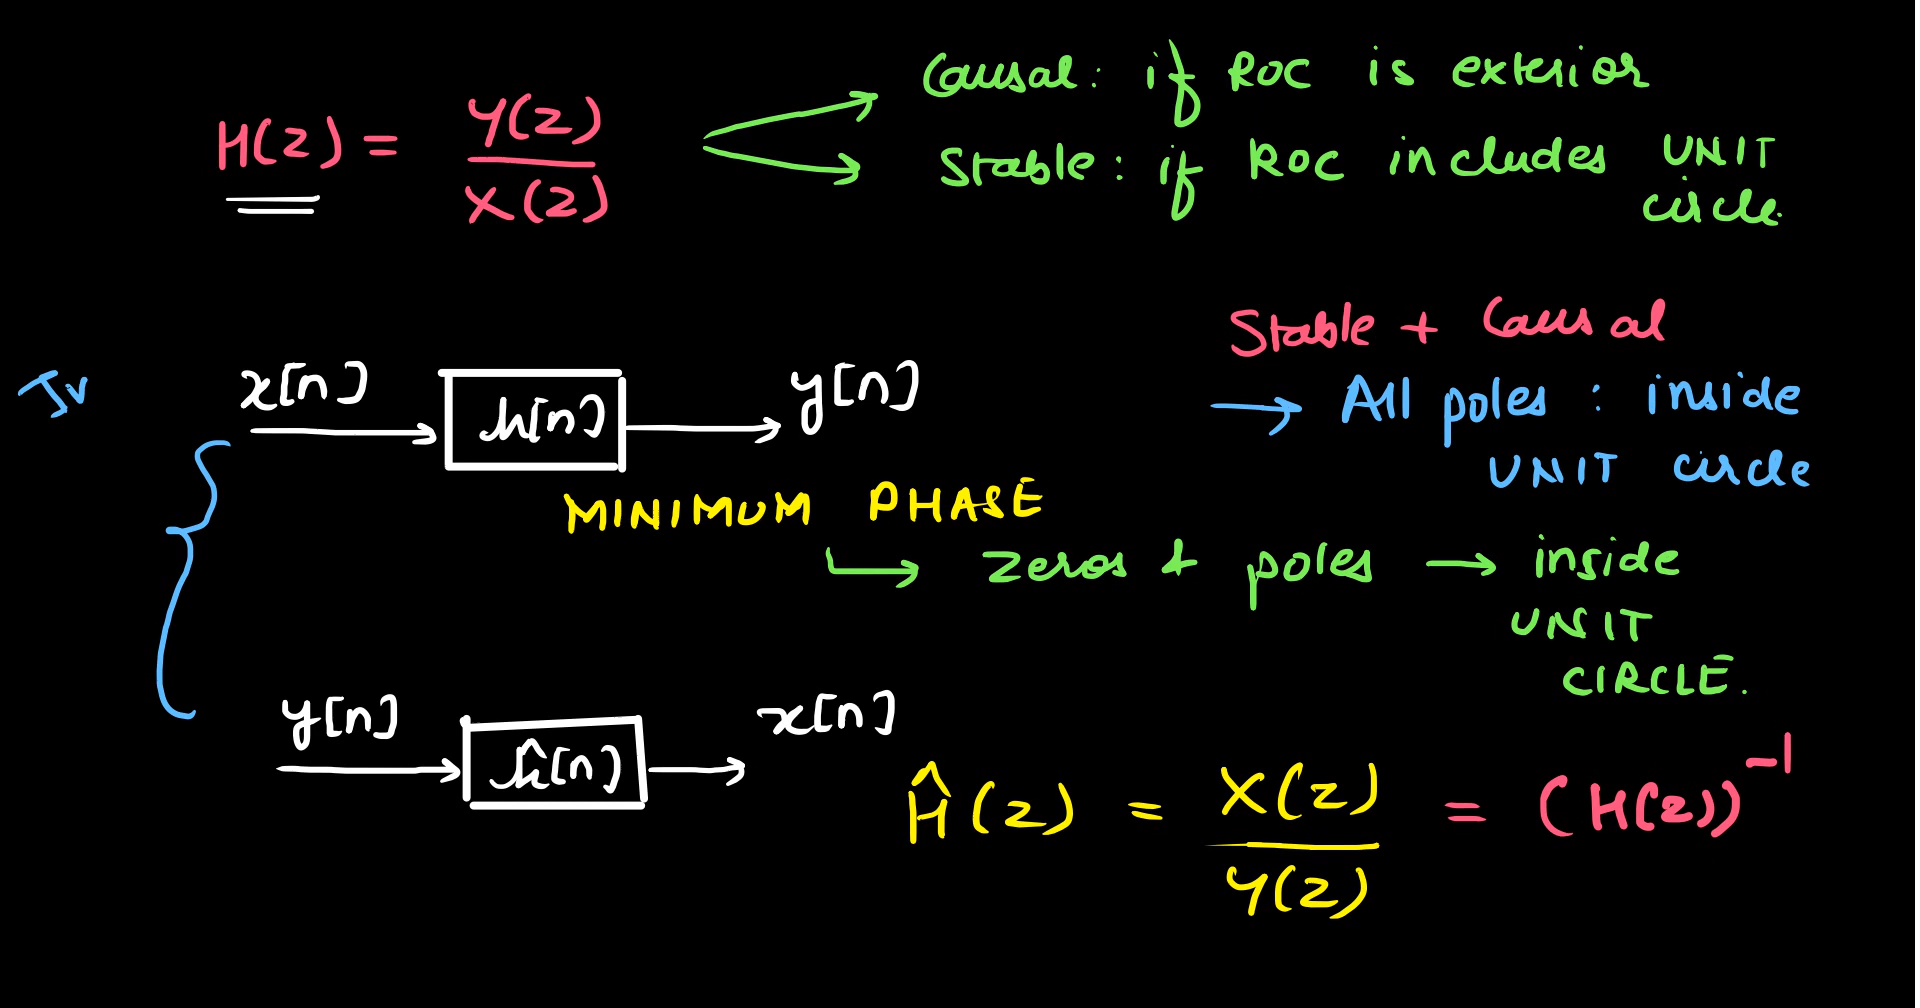 H(z) = Y(z) / X(z)
Causal: if ROC is exterior
Stable: if ROC includes UNIT
circle.
Stable + Causal
→ All poles : inside
UNIT circle
x[n] → h[n] → y[n]
MINIMUM PHASE
↳ zeros + poles → inside
UNIT
CIRCLE.
y[n] → ĥ[n] → x[n]
Ĥ(z) = X(z) / Y(z) = (H(z))⁻¹